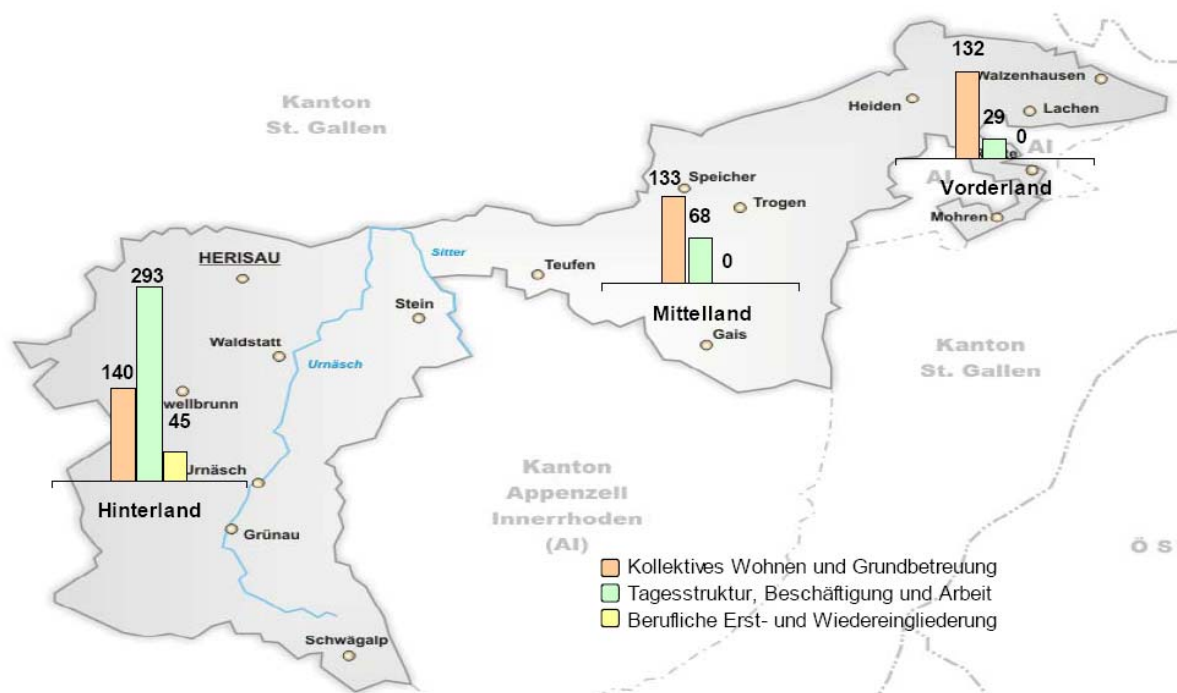 132
Walzenhausen
Kanton
St. Gallen
Heiden
Lachen
29
0
AI
AI
Vorderland
133
Speicher
Trogen
Mohren
68
HERISAU
Sitter
0
293
Teufen
Stein
Mittelland
Gais
Waldstatt
Urnäsch
Kanton
St. Gallen
140
wellbrunn
45
Urnäsch
Kanton
Appenzell
Innerrhoden
(AI)
Hinterland
Grünau
Ö S
Kollektives Wohnen und Grundbetreuung
Tagesstruktur, Beschäftigung und Arbeit
Berufliche Erst- und Wiedereingliederung
Schwägalp